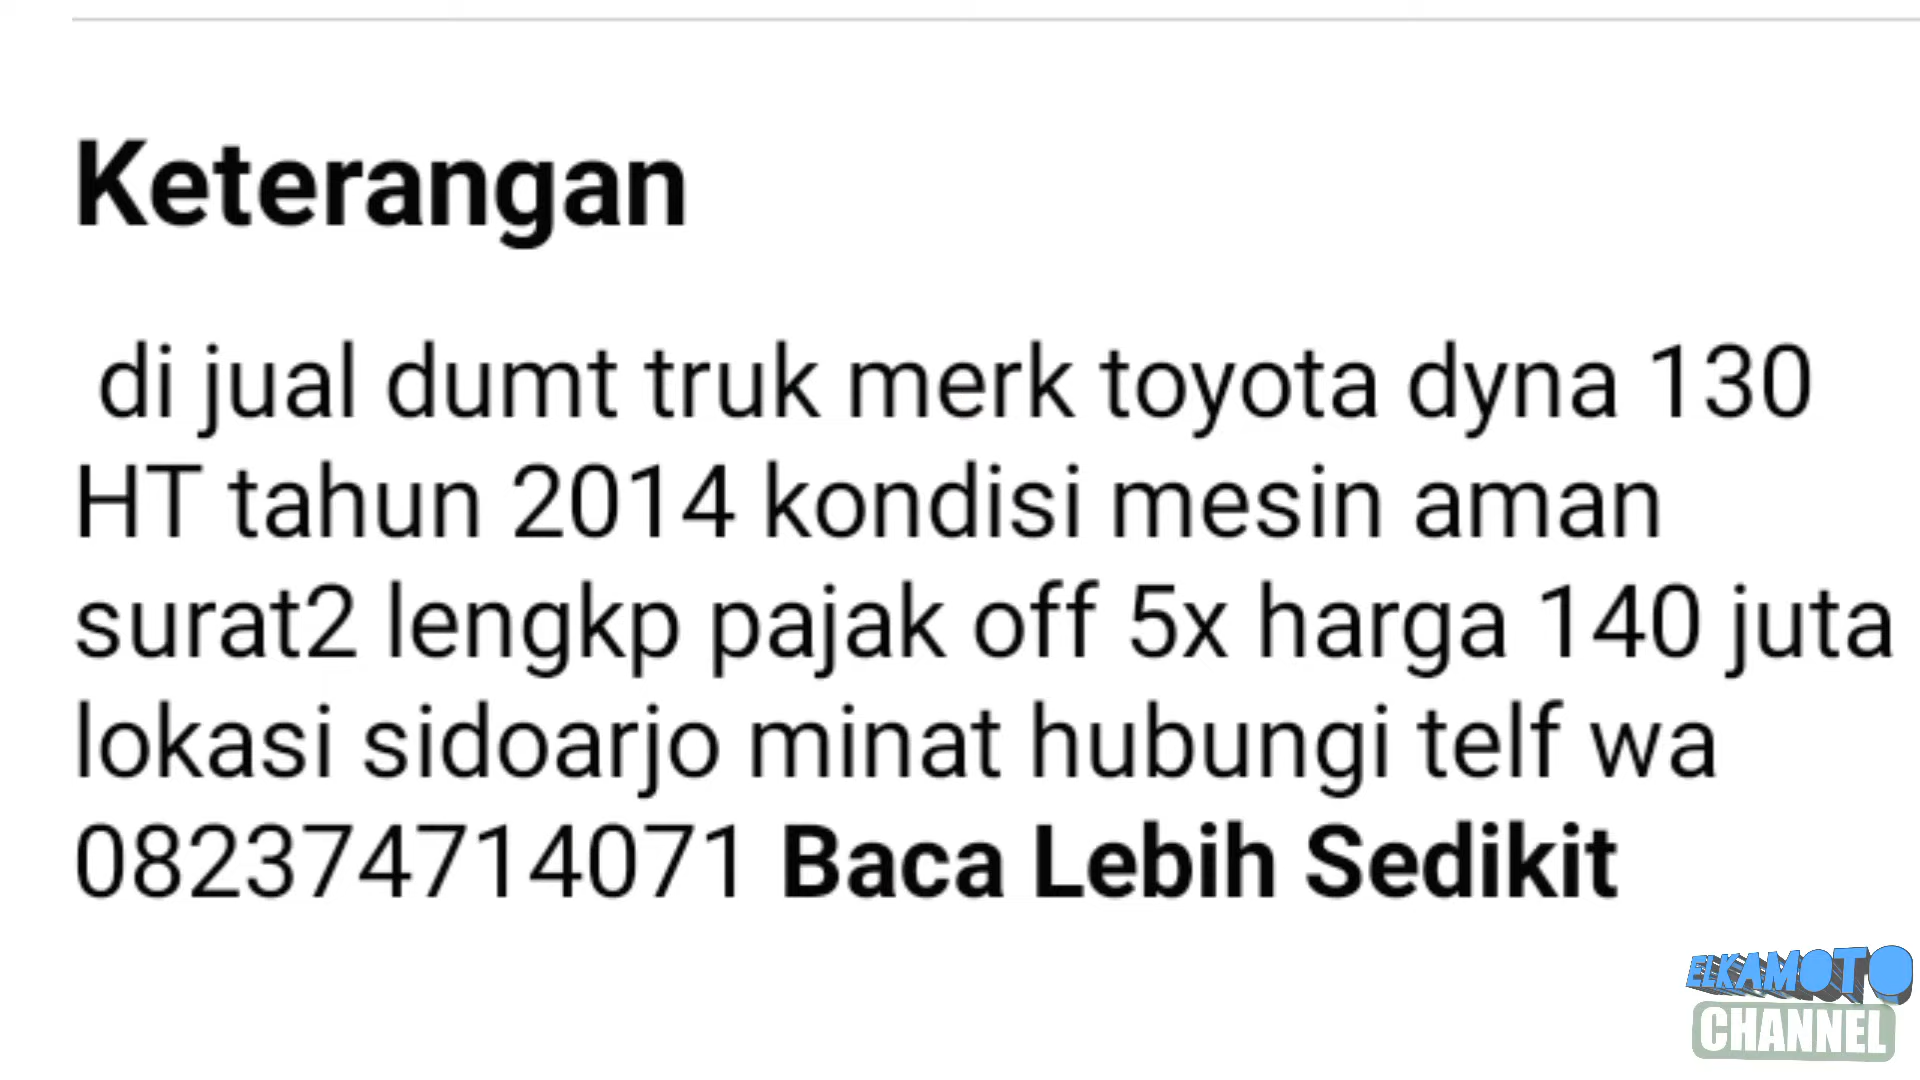 Keterangan
di jual dumt truk merk toyota dyna 130
HT tahun 2014 kondisi mesin aman
surat2 lengkp pajak off 5x harga 140 juta
lokasi sidoarjo minat hubungi telf wa
082374714071 Baca Lebih Sedikit
ELKAMOTO
CHANNEL